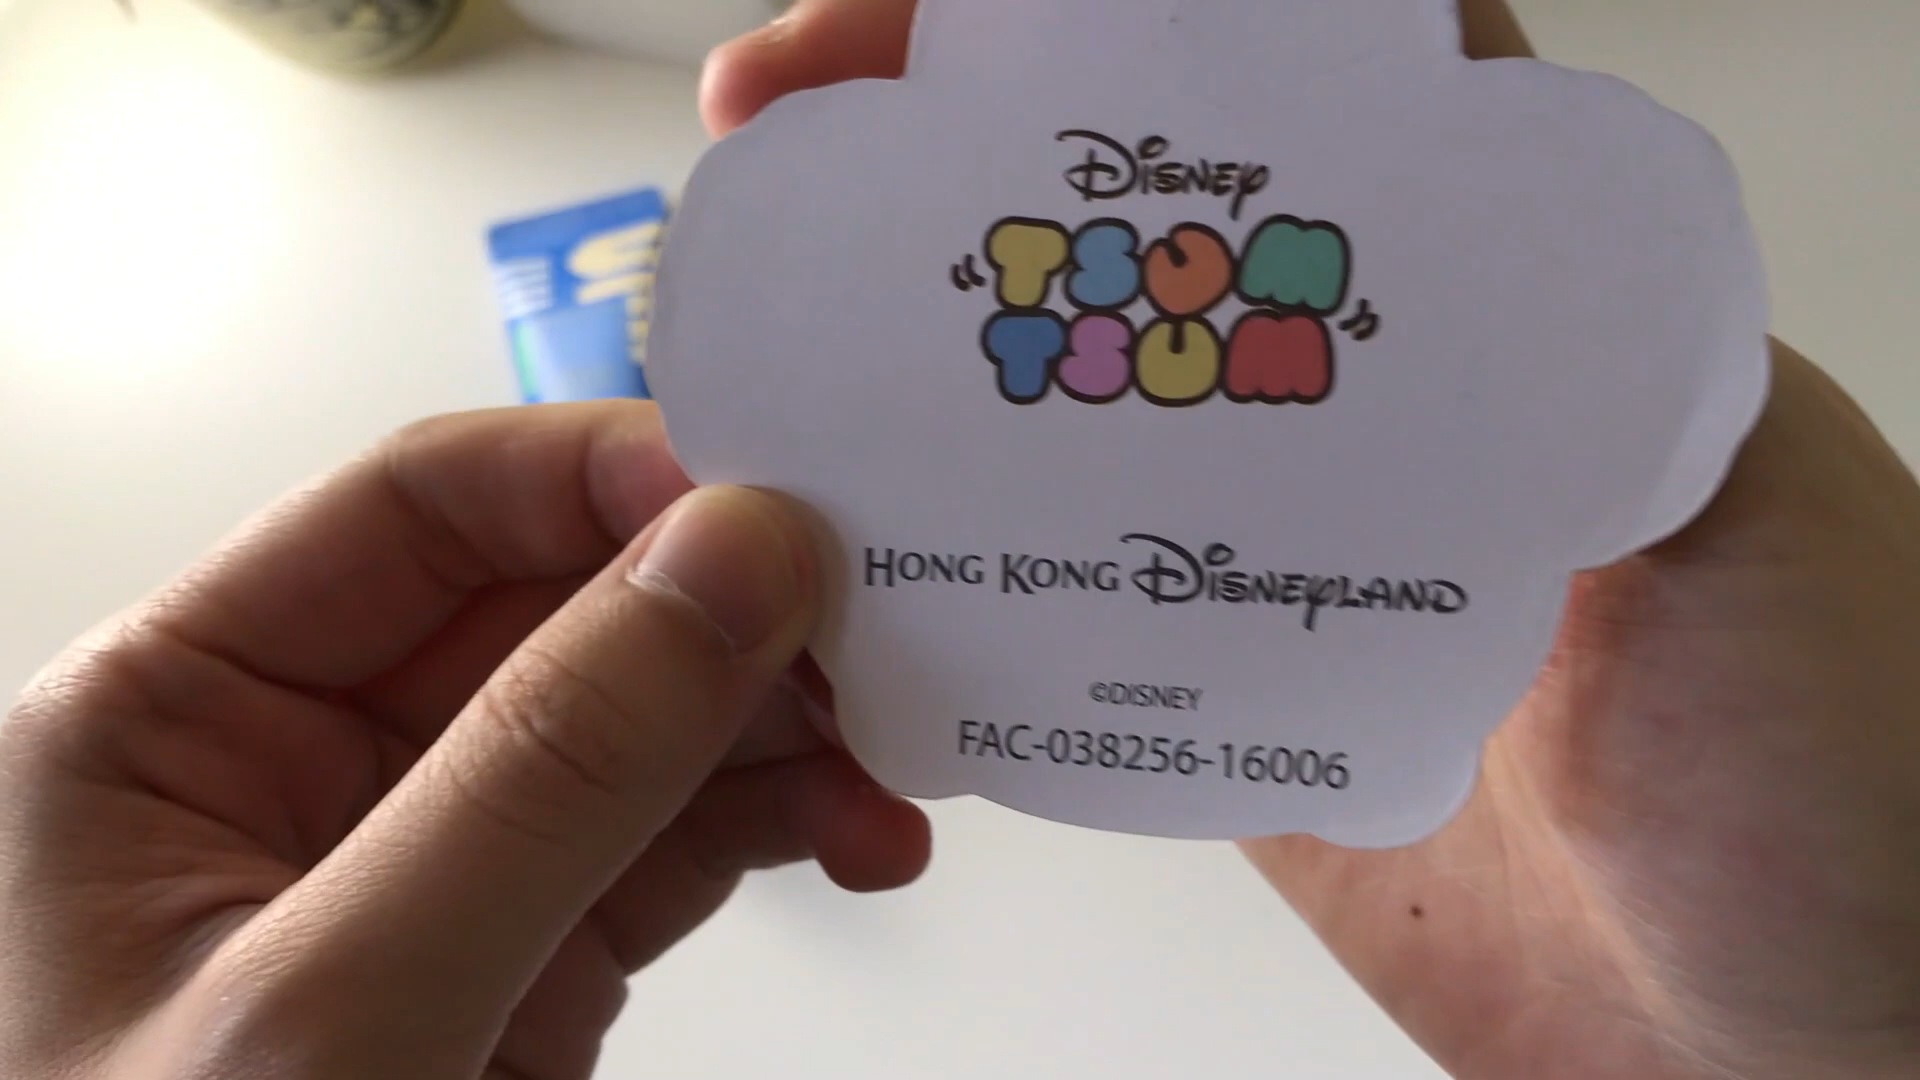 Disney
"TSUM
TSUM"
HONG KONG DISNEYLAND
©DISNEY
FAC-038256-16006